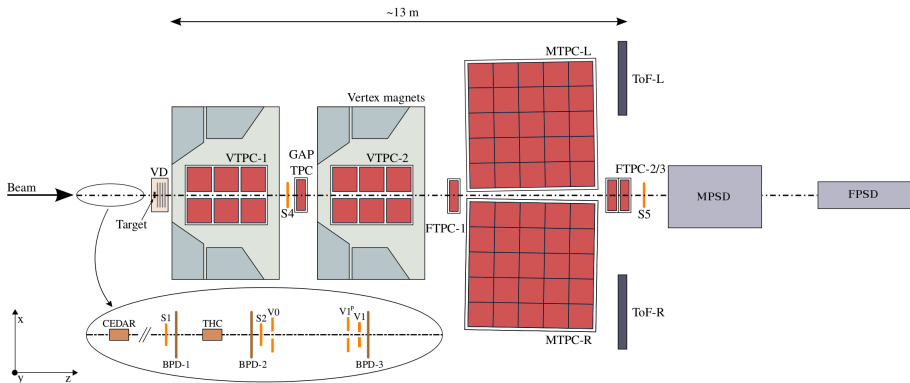 ~13 m
MTPC-L
ToF-L
Vertex magnets
VTPC-1
GAP
TPC
VTPC-2
FTPC-2/3
VD
Beam
MPSD
FPSD
Target
S4
FTPC-1
S5
ToF-R
MTPC-R
CEDAR
S1
THC
S2
V0
V1ᴾ
V1
BPD-1
BPD-2
BPD-3
x
y
z